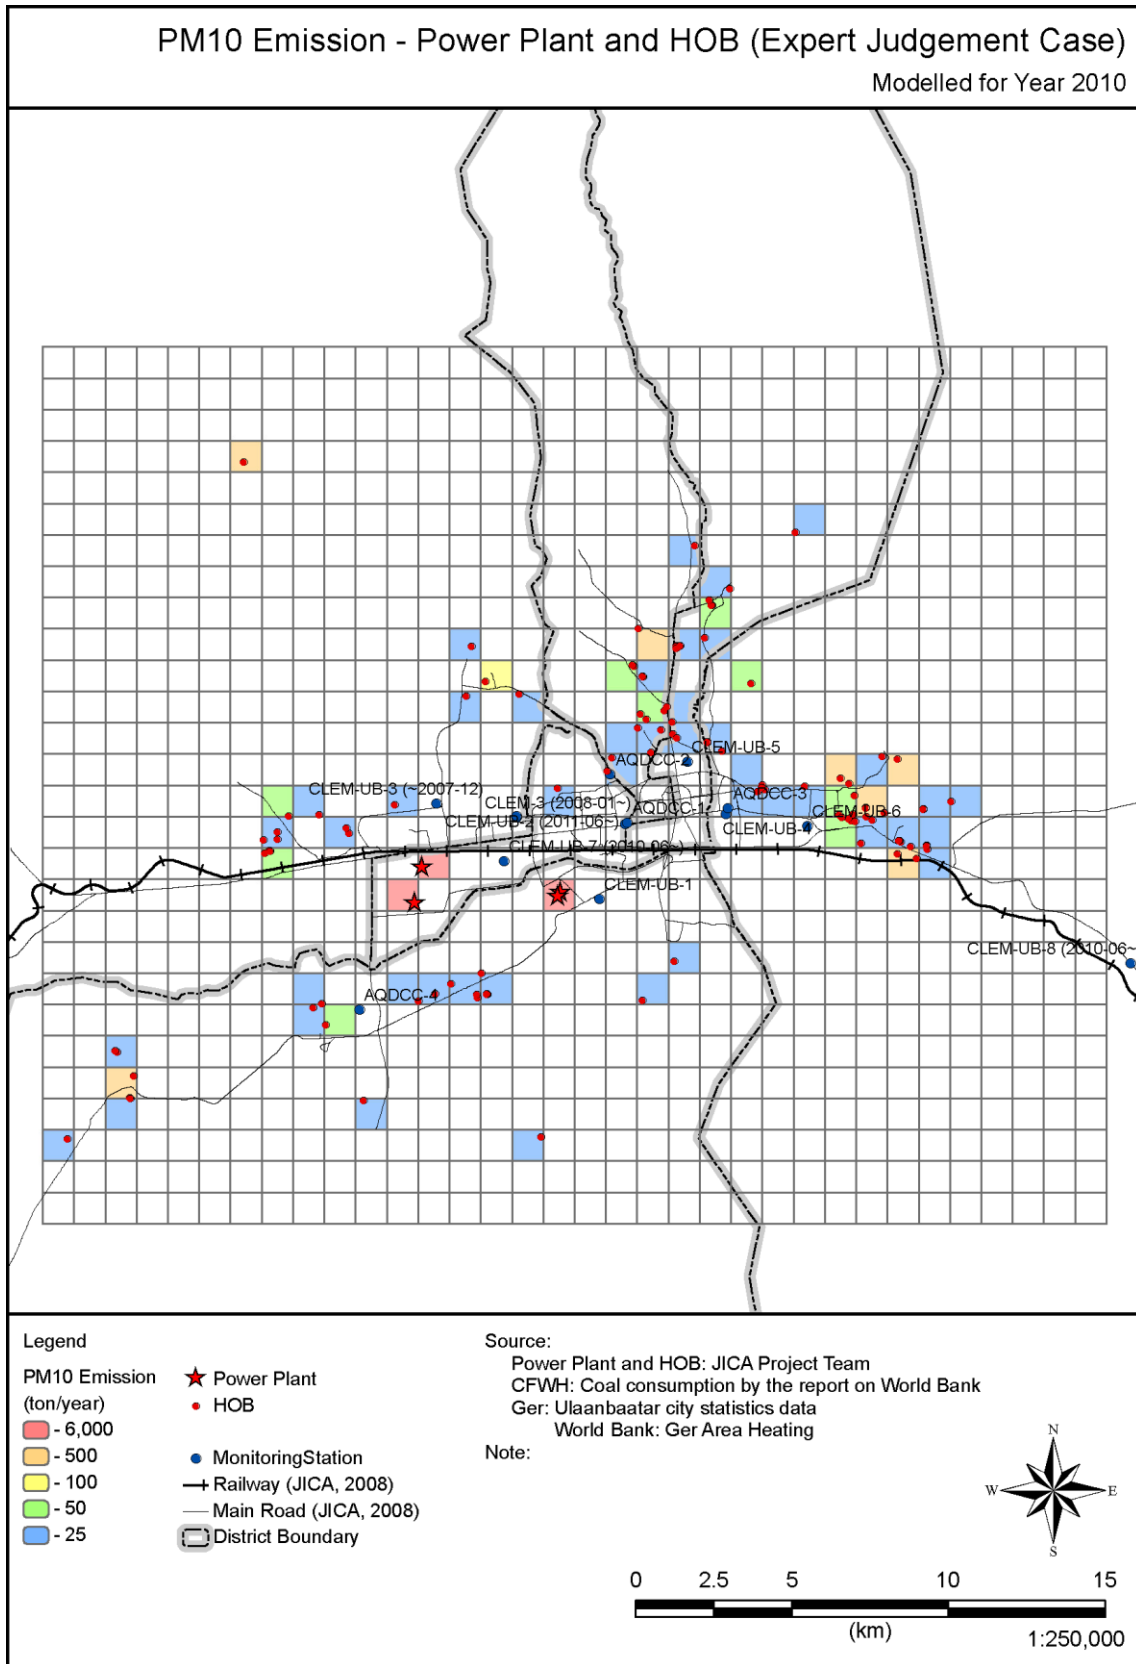 PM10 Emission - Power Plant and HOB (Expert Judgement Case)
Modelled for Year 2010
CLEM-UB-5
AQDCC-2
CLEM-UB-3 (~2007-12)
AQDCC-3
CLEM-3 (2008-01~)
AQDCC-1
CLEM-UB-6
CLEM-UB-2 (2011-06~)
CLEM-UB-4
CLEM-UB-7 (2010-06~)
CLEM-UB-1
CLEM-UB-8 (2010-06~
AQDCC-4
Legend
PM10 Emission
(ton/year)
- 6,000
- 500
- 100
- 50
- 25
Power Plant
HOB
MonitoringStation
Railway (JICA, 2008)
Main Road (JICA, 2008)
District Boundary
Source:
Power Plant and HOB: JICA Project Team
CFWH: Coal consumption by the report on World Bank
Ger: Ulaanbaatar city statistics data
World Bank: Ger Area Heating
Note:
N
W
E
S
0 2.5 5 10 15
(km)
1:250,000